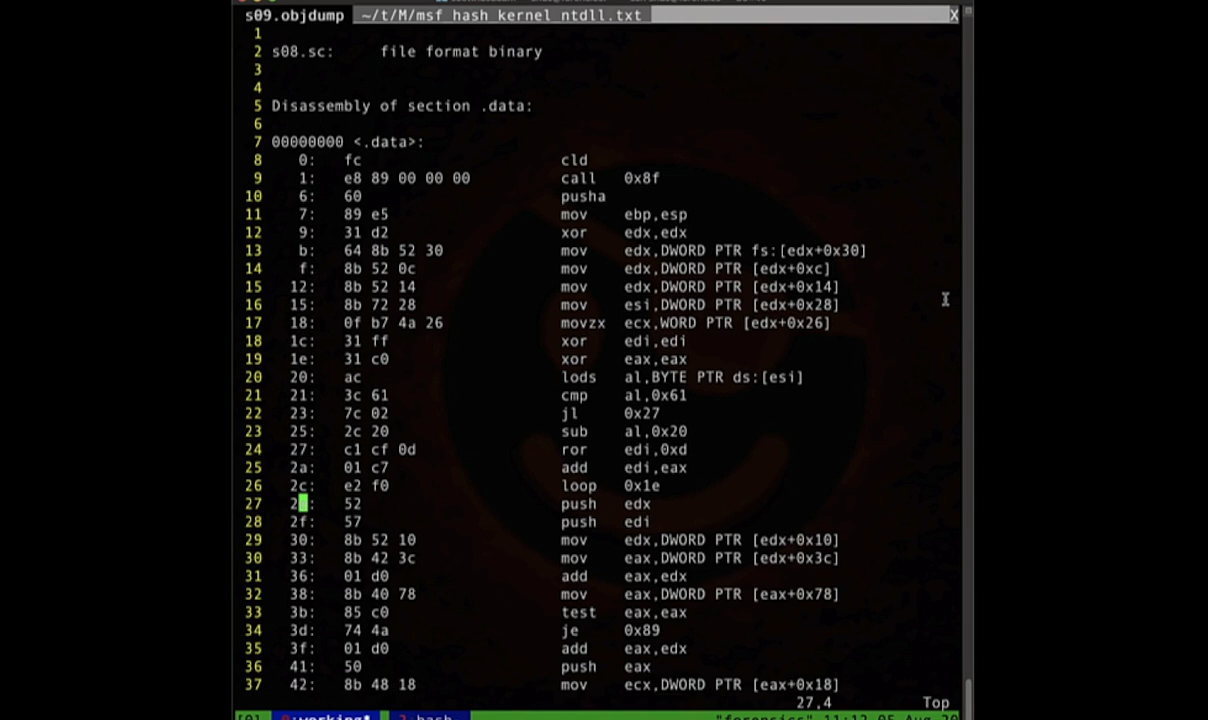 s09.objdump ~/t/M/msf_hash_kernel_ntdll.txt X
1
2 s08.sc: file format binary
3
4
5 Disassembly of section .data:
6
7 00000000 <.data>:
8 0: fc cld
9 1: e8 89 00 00 00 call 0x8f
10 6: 60 pusha
11 7: 89 e5 mov ebp,esp
12 9: 31 d2 xor edx,edx
13 b: 64 8b 52 30 mov edx,DWORD PTR fs:[edx+0x30]
14 f: 8b 52 0c mov edx,DWORD PTR [edx+0xc]
15 12: 8b 52 14 mov edx,DWORD PTR [edx+0x14]
16 15: 8b 72 28 mov esi,DWORD PTR [edx+0x28]
17 18: 0f b7 4a 26 movzx ecx,WORD PTR [edx+0x26]
18 1c: 31 ff xor edi,edi
19 1e: 31 c0 xor eax,eax
20 20: ac lods al,BYTE PTR ds:[esi]
21 21: 3c 61 cmp al,0x61
22 23: 7c 02 jl 0x27
23 25: 2c 20 sub al,0x20
24 27: c1 cf 0d ror edi,0xd
25 2a: 01 c7 add edi,eax
26 2c: e2 f0 loop 0x1e
27 2 : 52 push edx
28 2f: 57 push edi
29 30: 8b 52 10 mov edx,DWORD PTR [edx+0x10]
30 33: 8b 42 3c mov eax,DWORD PTR [edx+0x3c]
31 36: 01 d0 add eax,edx
32 38: 8b 40 78 mov eax,DWORD PTR [eax+0x78]
33 3b: 85 c0 test eax,eax
34 3d: 74 4a je 0x89
35 3f: 01 d0 add eax,edx
36 41: 50 push eax
37 42: 8b 48 18 mov ecx,DWORD PTR [eax+0x18]
27,4 Top